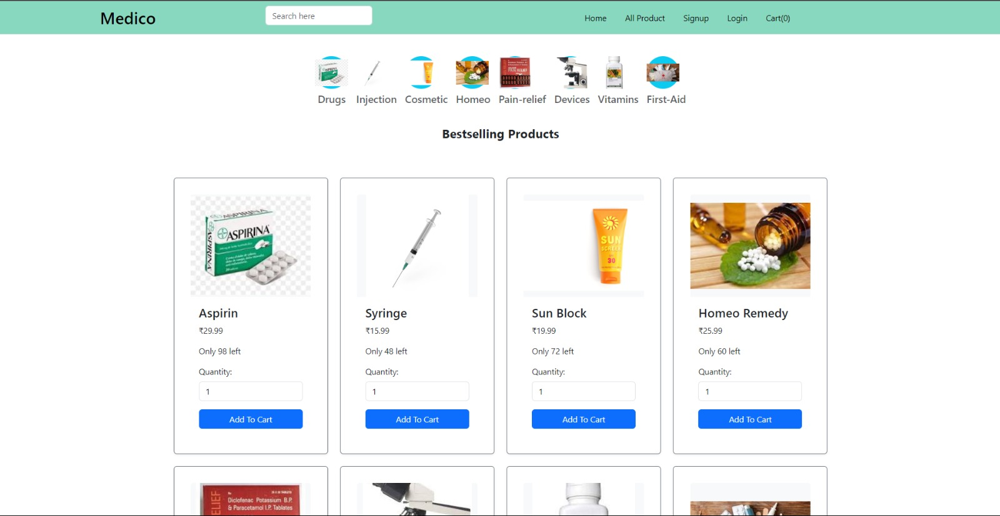 Medico
Search here
Home
All Product
Signup
Login
Cart(0)
Drugs
Injection
Cosmetic
Homeo
Pain-relief
Devices
Vitamins
First-Aid
Bestselling Products
ASPIRINA
ASPIRINA
SUN
SCREEN
30
Aspirin
Syringe
Sun Block
Homeo Remedy
₹29.99
₹15.99
₹19.99
₹25.99
Only 98 left
Only 48 left
Only 72 left
Only 60 left
Quantity:
Quantity:
Quantity:
Quantity:
1
1
1
1
Add To Cart
Add To Cart
Add To Cart
Add To Cart
Diclofenac Potassium B.P.
& Paracetamol I.P. Tablates